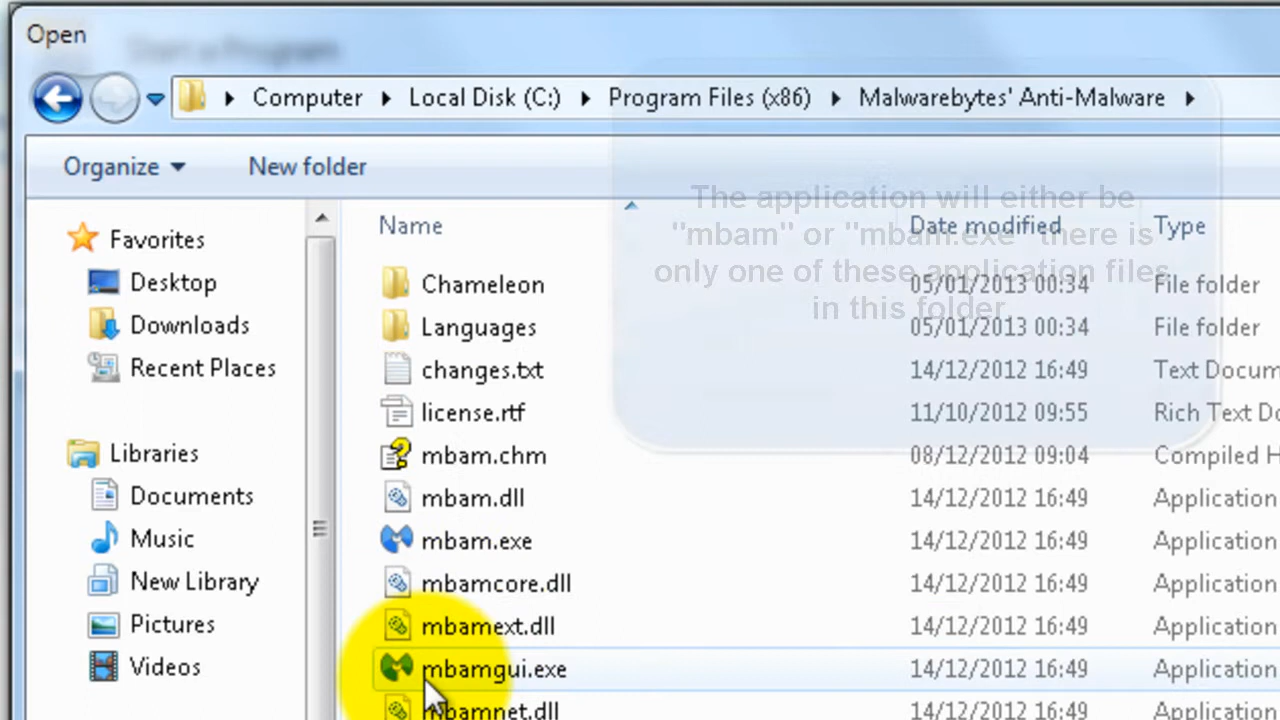 Open
Start a Program
Computer Local Disk (C:) Program Files (x86) Malwarebytes' Anti-Malware
Organize New folder
The application will either be
"mbam" or "mbam.exe" there is
only one of these application files
in this folder
Name Date modified Type
Favorites
Desktop
Downloads
Recent Places
Libraries
Documents
Music
New Library
Pictures
Videos
Chameleon 05/01/2013 00:34 File folder
Languages 05/01/2013 00:34 File folder
changes.txt 14/12/2012 16:49 Text Docum
license.rtf 11/10/2012 09:55 Rich Text Do
mbam.chm 08/12/2012 09:04 Compiled H
mbam.dll 14/12/2012 16:49 Application
mbam.exe 14/12/2012 16:49 Application
mbamcore.dll 14/12/2012 16:49 Application
mbamext.dll 14/12/2012 16:49 Application
mbamgui.exe 14/12/2012 16:49 Application
mbamnet.dll 14/12/2012 16:49 Application